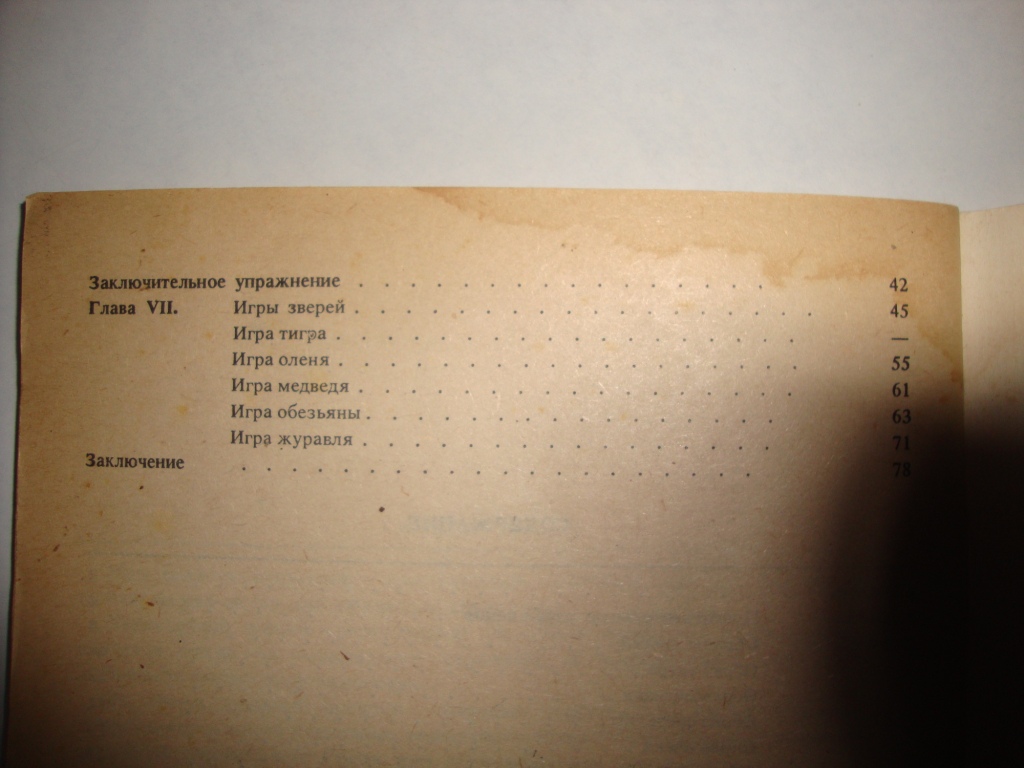 Заключительное упражнение . . . . . . . . . . . . . . . . . 42
Глава VII. Игры зверей . . . . . . . . . . . . . . . . . . 45
Игра тигра . . . . . . . . . . . . . . . . . . —
Игра оленя . . . . . . . . . . . . . . . . . . 55
Игра медведя . . . . . . . . . . . . . . . . . 61
Игра обезьяны . . . . . . . . . . . . . . . . 63
Игра журавля . . . . . . . . . . . . . . . . 71
Заключение . . . . . . . . . . . . . . . . . . . . 78